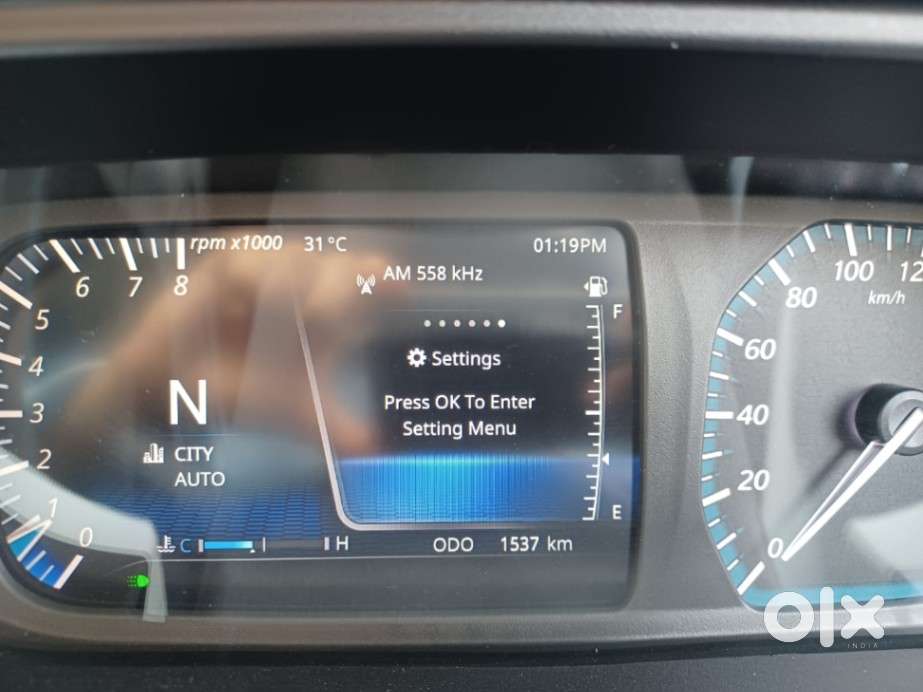 rpm x1000
31°C
01:19PM
AM 558 kHz
F
Settings
Press OK To Enter
Setting Menu
E
8
7
6
5
4
3
2
1
0
N
CITY
AUTO
C
H
ODO 1537 km
100
80
60
40
20
0
km/h
olx
INDIA